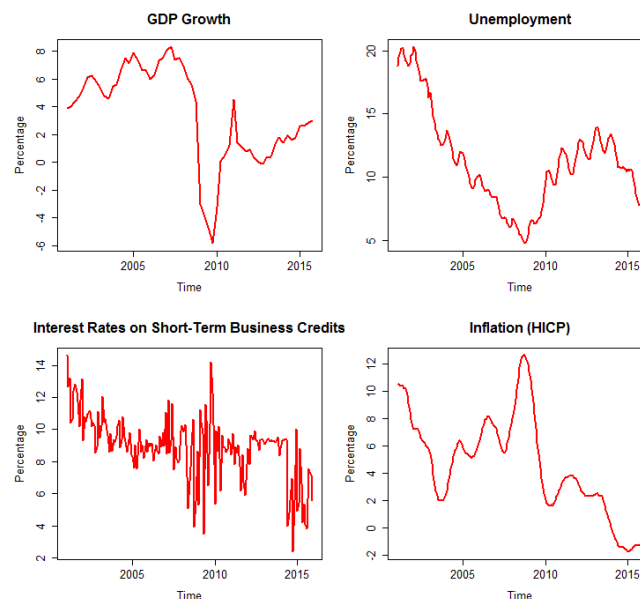 GDP Growth
Percentage
8
6
4
2
0
-2
-4
-6
2005 2010 2015
Time
Unemployment
Percentage
20
15
10
5
2005 2010 2015
Time
Interest Rates on Short-Term Business Credits
Percentage
14
12
10
8
6
4
2
2005 2010 2015
Time
Inflation (HICP)
Percentage
12
10
8
6
4
2
0
-2
2005 2010 2015
Time